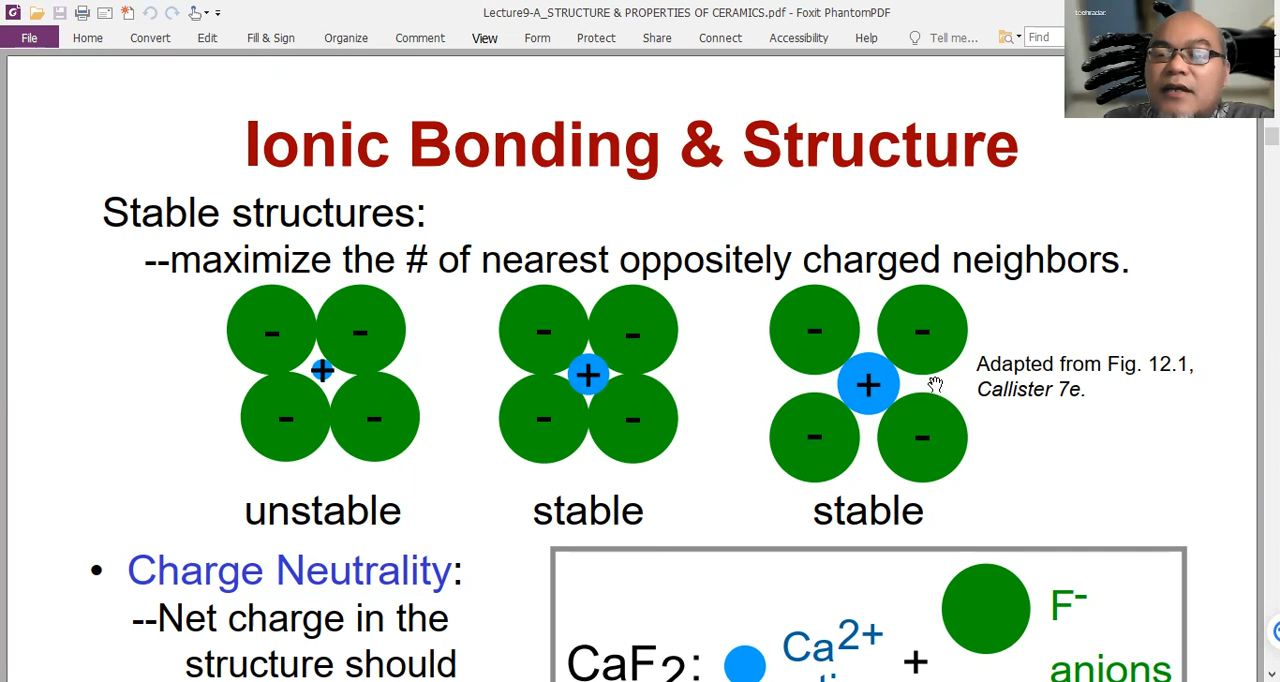 Lecture9-A_STRUCTURE & PROPERTIES OF CERAMICS.pdf - Foxit PhantomPDF
File Home Convert Edit Fill & Sign Organize Comment View Form Protect Share Connect Accessibility Help Tell me... Find
Ionic Bonding & Structure
Stable structures:
--maximize the # of nearest oppositely charged neighbors.
- - - - - -
+ + +
- - - - - -
Adapted from Fig. 12.1,
Callister 7e.
unstable stable stable
• Charge Neutrality:
--Net charge in the
structure should
CaF2: Ca2+ + F-
anions